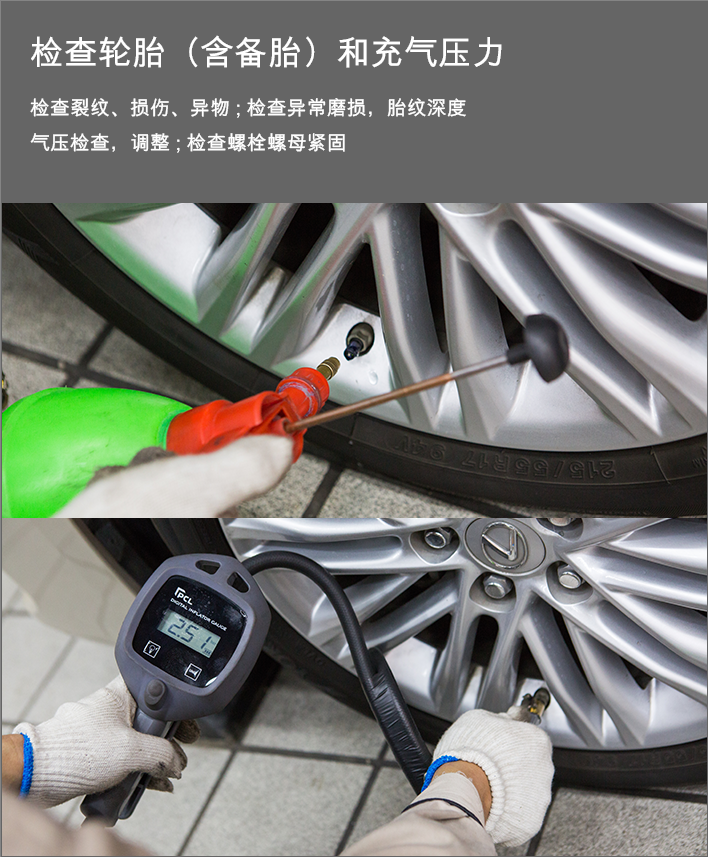 检查轮胎（含备胎）和充气压力
检查裂纹、损伤、异物；检查异常磨损，胎纹深度
气压检查，调整；检查螺栓螺母紧固
215/55R17 94V
PCL
DIGITAL INFLATOR GAUGE
2.51